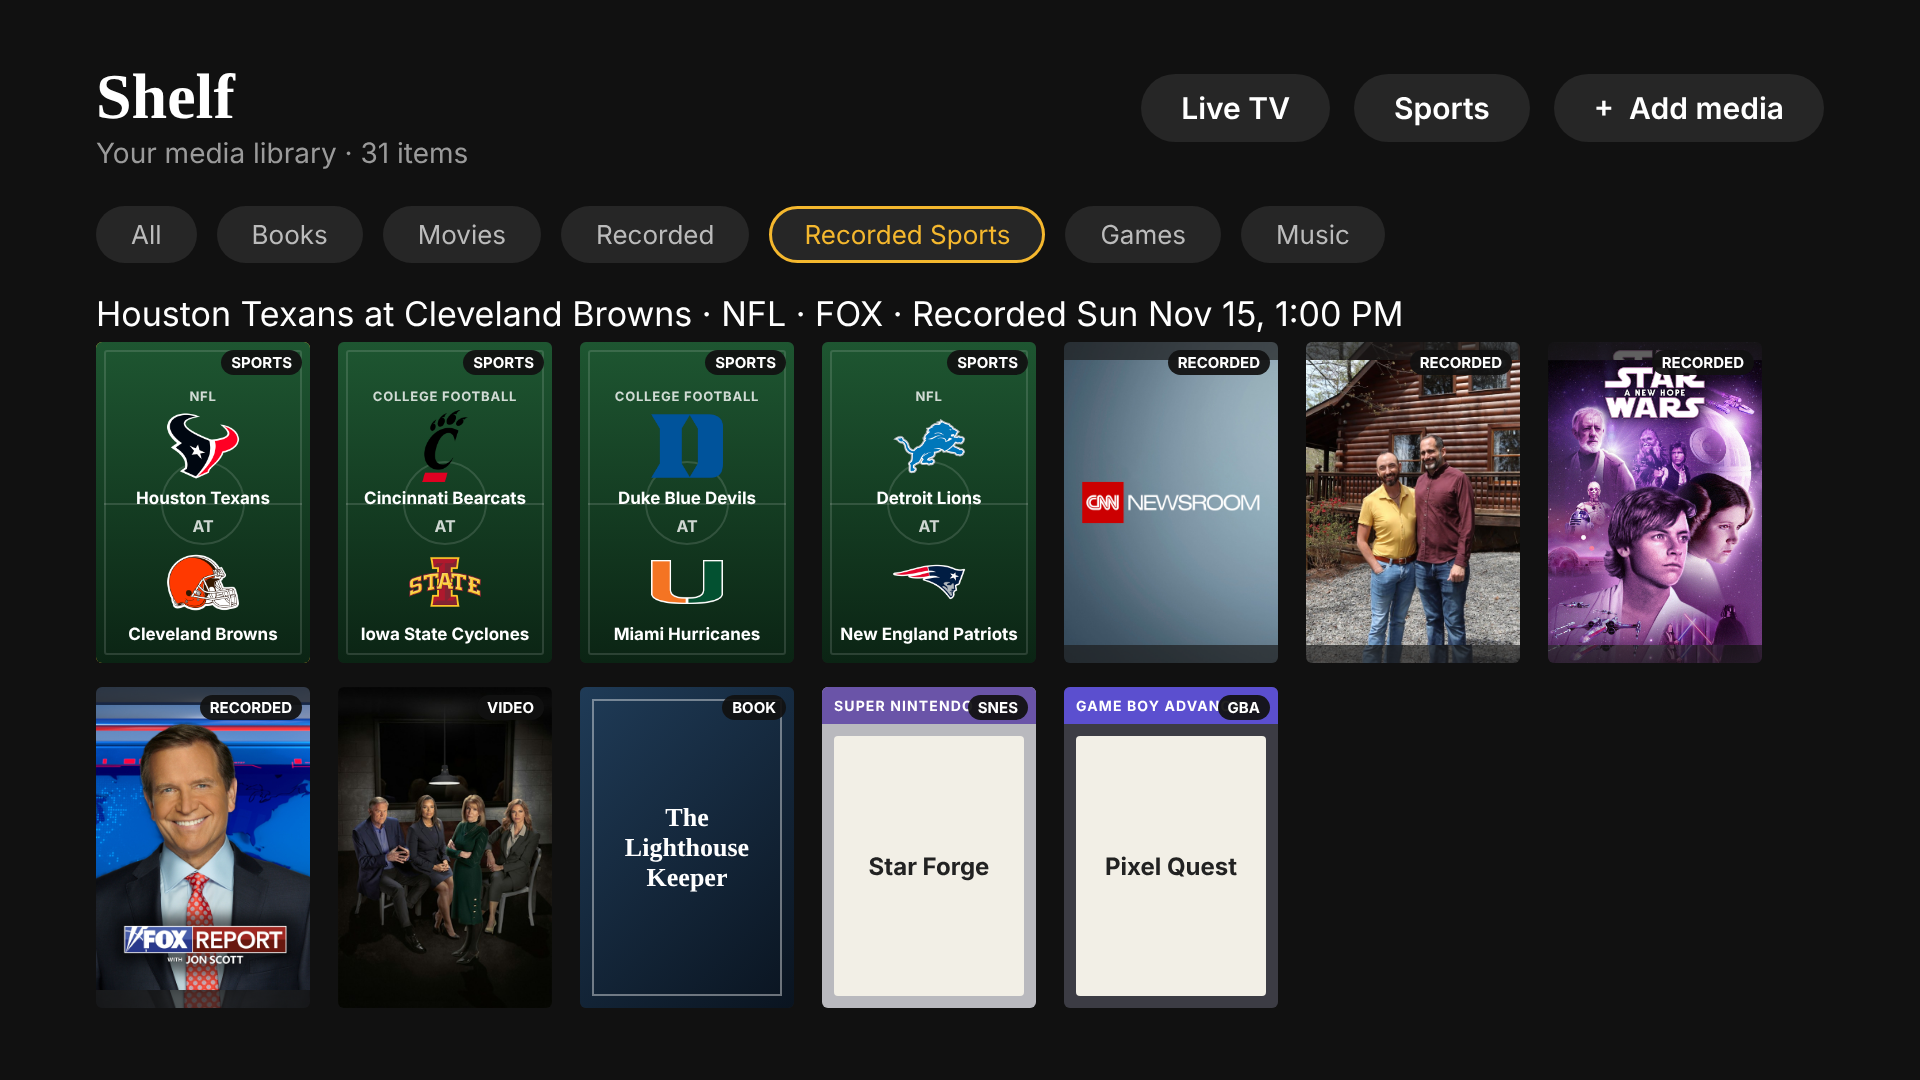 Shelf
Your media library · 31 items
Live TV
Sports
+ Add media
All
Books
Movies
Recorded
Recorded Sports
Games
Music
Houston Texans at Cleveland Browns · NFL · FOX · Recorded Sun Nov 15, 1:00 PM
SPORTS
NFL
Houston Texans
AT
Cleveland Browns
SPORTS
COLLEGE FOOTBALL
C
Cincinnati Bearcats
AT
STATE
Iowa State Cyclones
SPORTS
COLLEGE FOOTBALL
D
Duke Blue Devils
AT
U
Miami Hurricanes
SPORTS
NFL
Detroit Lions
AT
New England Patriots
RECORDED
CNN NEWSROOM
RECORDED
RECORDED
STAR
A NEW HOPE
WARS
RECORDED
FOX REPORT
WITH JON SCOTT
VIDEO
BOOK
The
Lighthouse
Keeper
SUPER NINTENDO
SNES
Star Forge
GAME BOY ADVAN
GBA
Pixel Quest